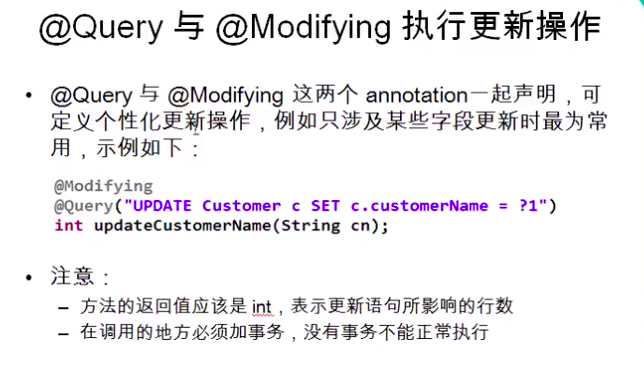 @Query 与 @Modifying 执行更新操作
• @Query 与 @Modifying 这两个 annotation一起声明，可
定义个性化更新操作，例如只涉及某些字段更新时最为常
用，示例如下：
@Modifying
@Query("UPDATE Customer c SET c.customerName = ?1")
int updateCustomerName(String cn);
• 注意：
– 方法的返回值应该是 int，表示更新语句所影响的行数
– 在调用的地方必须加事务，没有事务不能正常执行